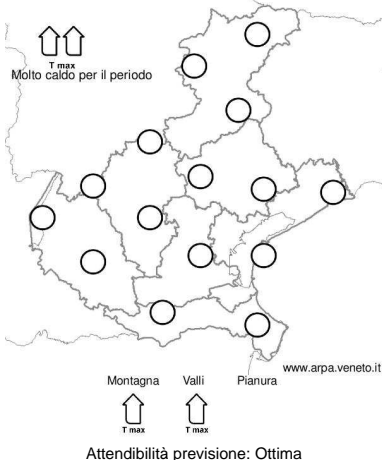 T max
Molto caldo per il periodo
www.arpa.veneto.it
Montagna Valli Pianura
T max T max
Attendibilità previsione: Ottima